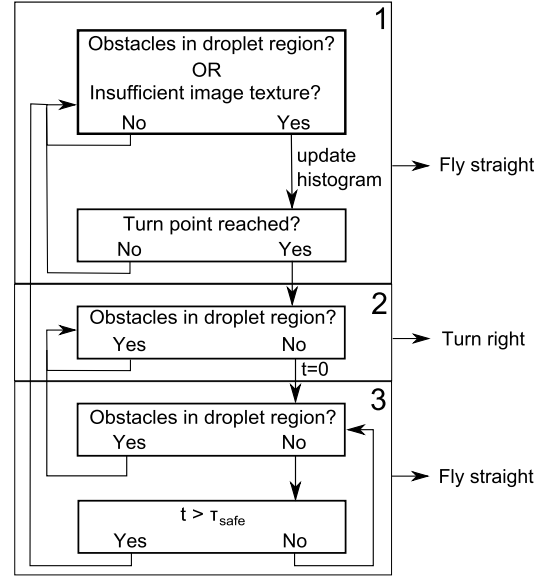 1
Obstacles in droplet region?
OR
Insufficient image texture?
No Yes
update
histogram
Fly straight
Turn point reached?
No Yes
2
Obstacles in droplet region?
Yes No
Turn right
t=0
3
Obstacles in droplet region?
Yes No
Fly straight
t > τsafe
Yes No